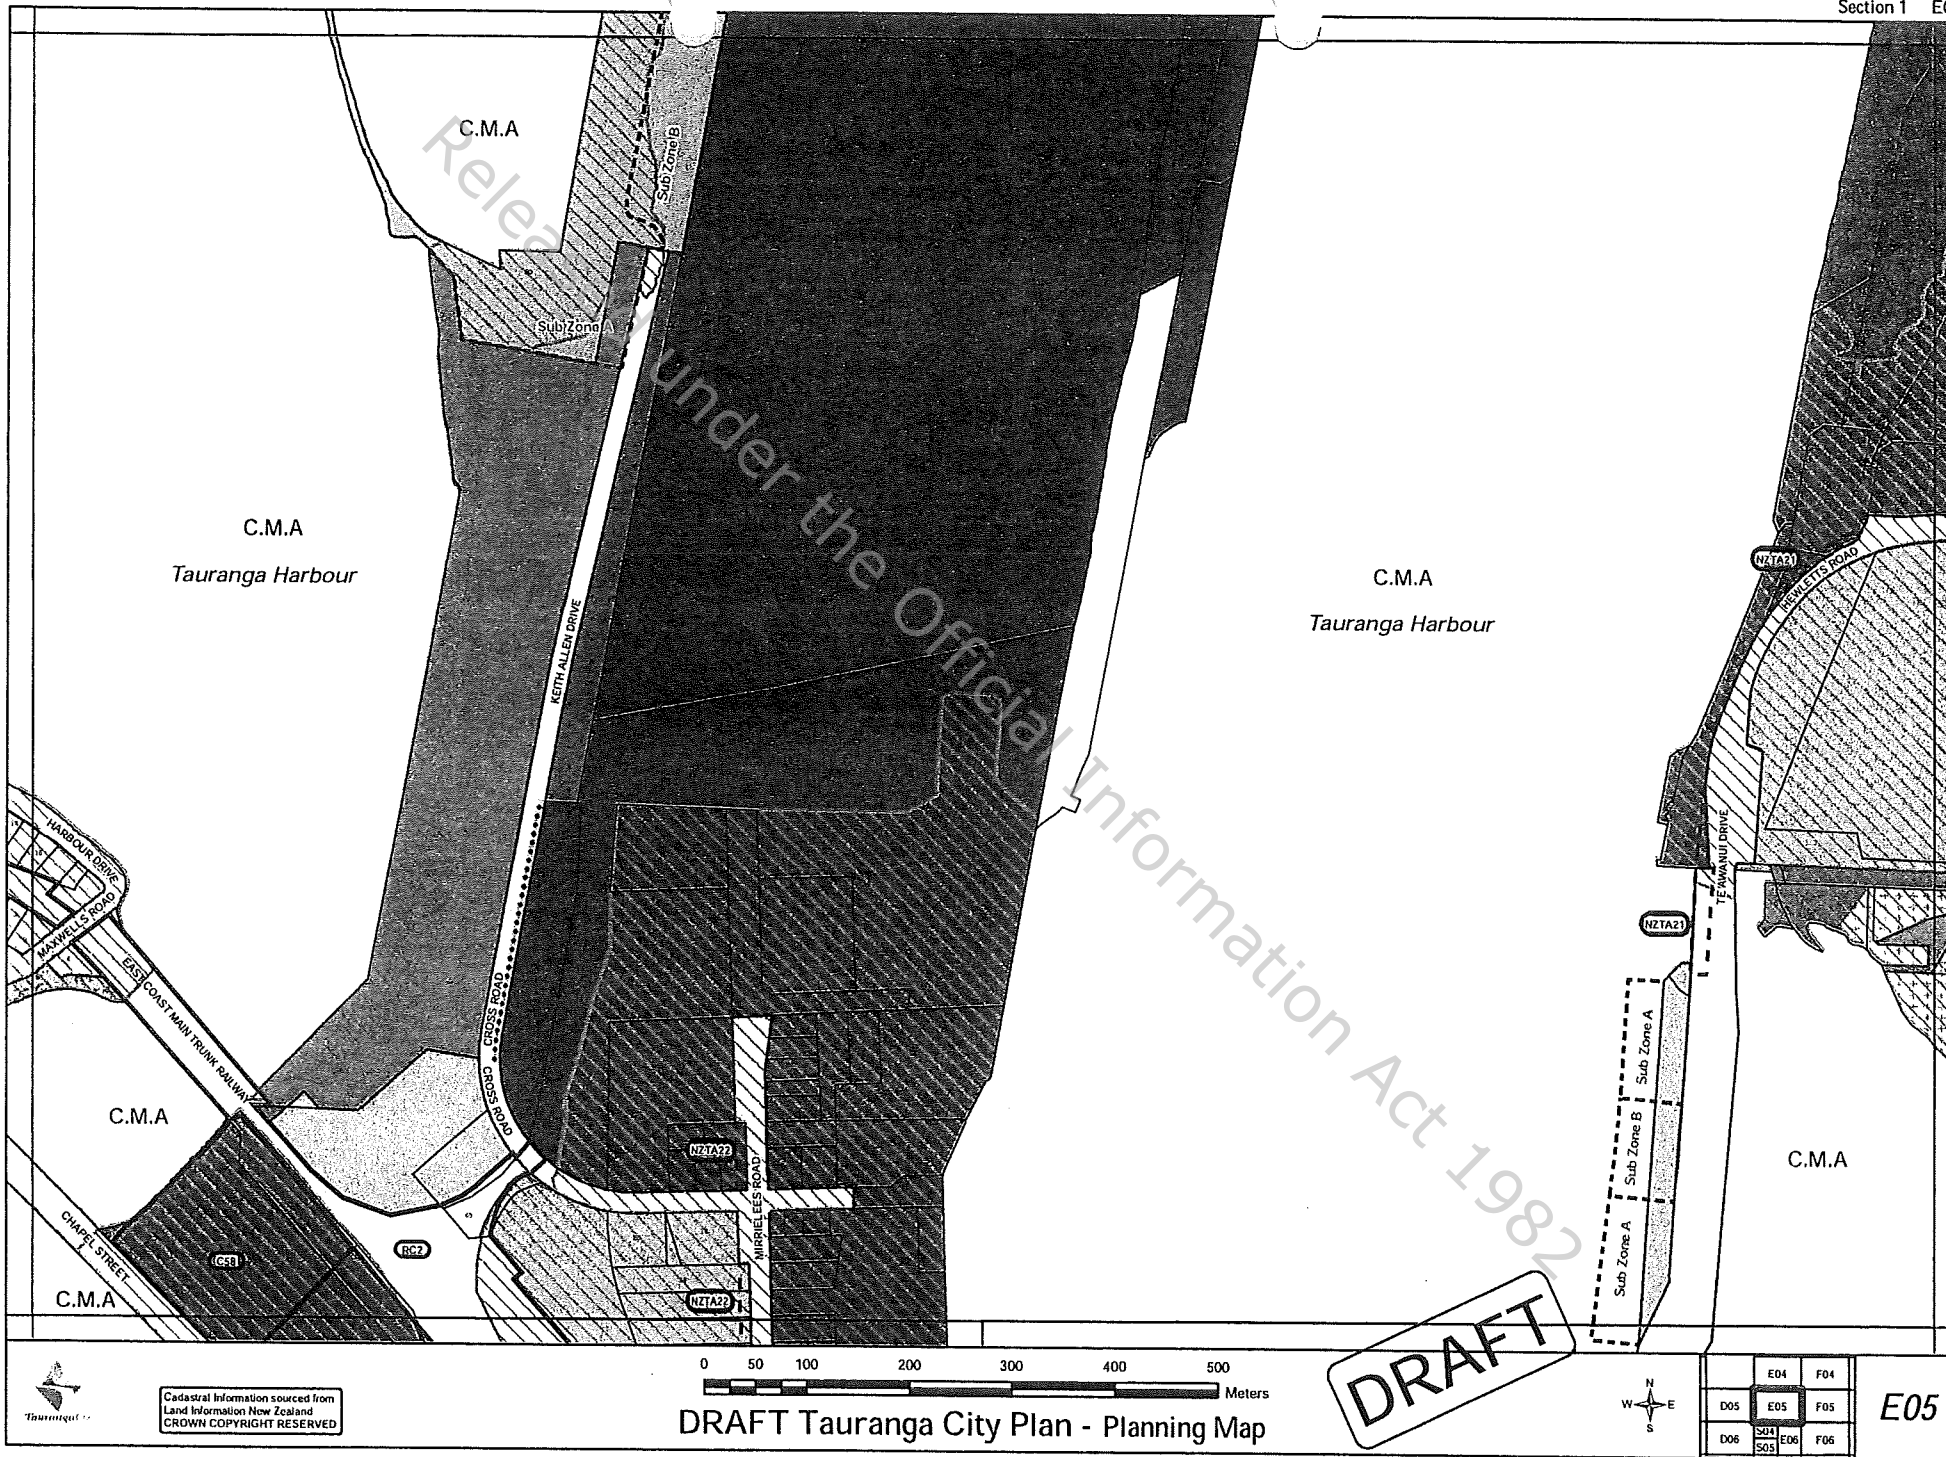 Section 1
C.M.A
Sub Zone B
Sub Zone A
C.M.A
Tauranga Harbour
KEITH ALLEN DRIVE
C.M.A
Tauranga Harbour
NZTA21
HEWLETTS ROAD
TE AWANUI DRIVE
NZTA21
HARBOUR DRIVE
MAXWELLS ROAD
EAST COAST MAIN TRUNK RAILWAY
CROSS ROAD
CROSS ROAD
Sub Zone A
Sub Zone B
Sub Zone A
C.M.A
C.M.A
NZTA22
MIRRIELEES ROAD
CHAPEL STREET
C58
RC2
NZTA22
C.M.A
Released under the Official Information Act 1982
DRAFT
Cadastral Information sourced from
Land Information New Zealand
CROWN COPYRIGHT RESERVED
0 50 100 200 300 400 500
Meters
DRAFT Tauranga City Plan - Planning Map
N
W E
S
E04 F04
D05 E05 F05
D06 S04 S05 E06 F06
E05